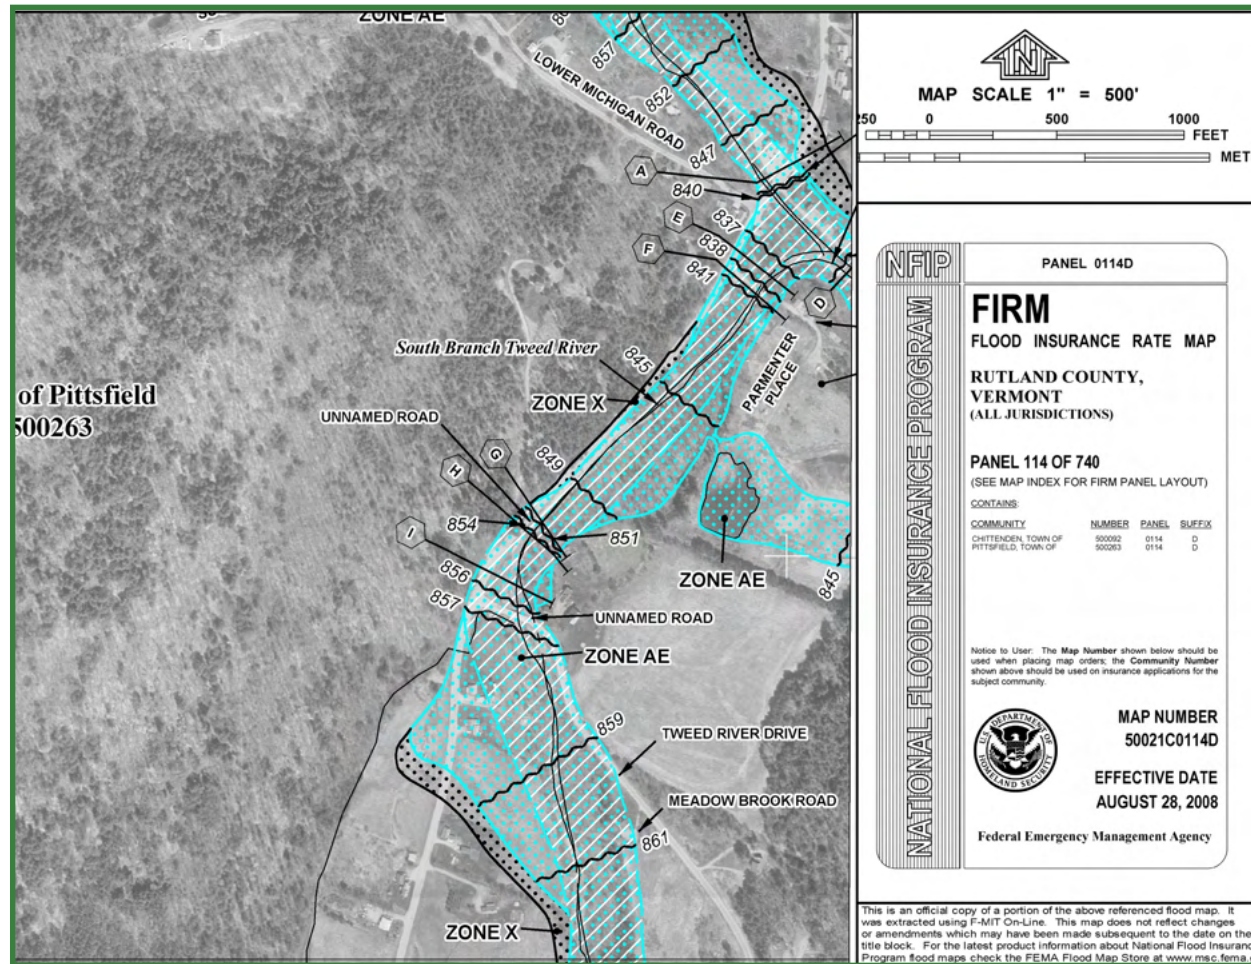 ZONE AE
857
LOWER MICHIGAN ROAD
852
847
A
840
E
837
838
F
841
D
South Branch Tweed River
845
PARMENTER
PLACE
ZONE X
of Pittsfield
500263
UNNAMED ROAD
G
849
H
854
I
851
ZONE AE
845
856
857
UNNAMED ROAD
ZONE AE
859
TWEED RIVER DRIVE
MEADOW BROOK ROAD
861
ZONE X
N
MAP SCALE 1" = 500'
250 0 500 1000
FEET
MET
NFIP
NATIONAL FLOOD INSURANCE PROGRAM
PANEL 0114D
FIRM
FLOOD INSURANCE RATE MAP
RUTLAND COUNTY,
VERMONT
(ALL JURISDICTIONS)
PANEL 114 OF 740
(SEE MAP INDEX FOR FIRM PANEL LAYOUT)
CONTAINS:
COMMUNITY NUMBER PANEL SUFFIX
CHITTENDEN, TOWN OF 500092 0114 D
PITTSFIELD, TOWN OF 500263 0114 D
Notice to User: The Map Number shown below should be
used when placing map orders; the Community Number
shown above should be used on insurance applications for the
subject community.
U.S. DEPARTMENT OF
HOMELAND SECURITY
MAP NUMBER
50021C0114D
EFFECTIVE DATE
AUGUST 28, 2008
Federal Emergency Management Agency
This is an official copy of a portion of the above referenced flood map. It
was extracted using F-MIT On-Line. This map does not reflect changes
or amendments which may have been made subsequent to the date on the
title block. For the latest product information about National Flood Insuranc
Program flood maps check the FEMA Flood Map Store at www.msc.fema.